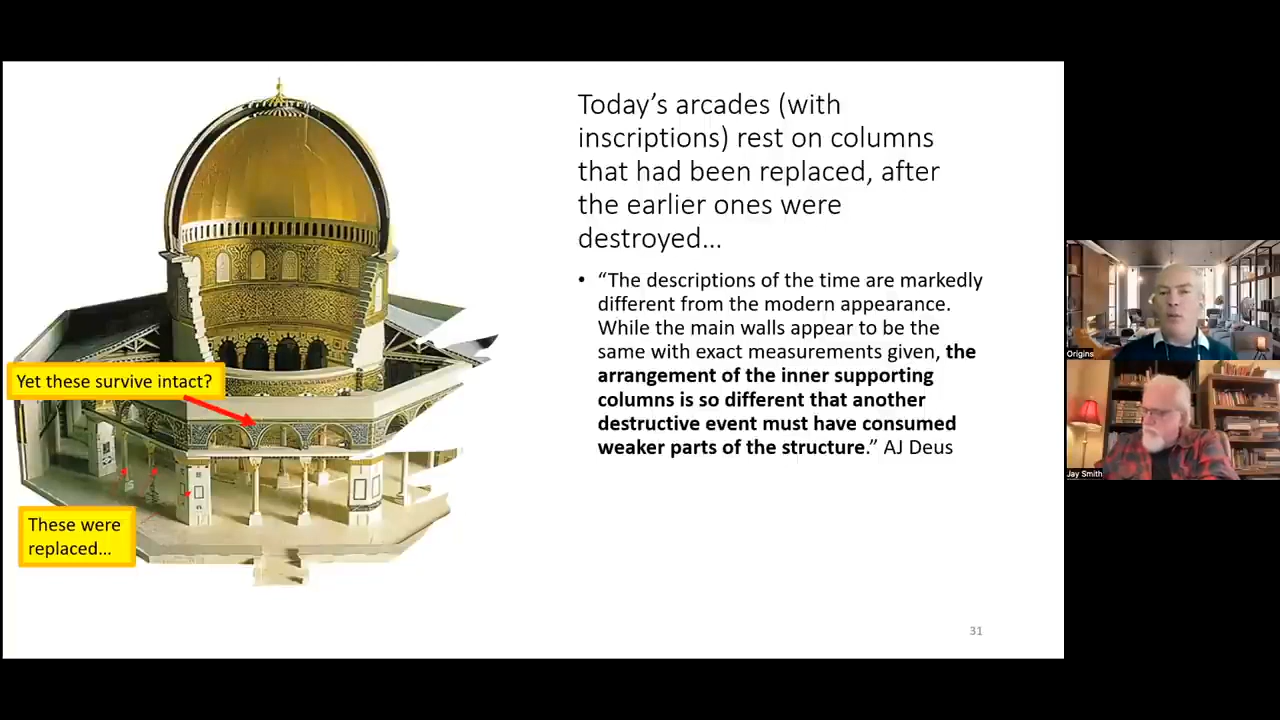 Today’s arcades (with
inscriptions) rest on columns
that had been replaced, after
the earlier ones were
destroyed…
• “The descriptions of the time are markedly
different from the modern appearance.
While the main walls appear to be the
same with exact measurements given, the
arrangement of the inner supporting
columns is so different that another
destructive event must have consumed
weaker parts of the structure.” AJ Deus
Yet these survive intact?
These were
replaced…
31
Origins
Jay Smith